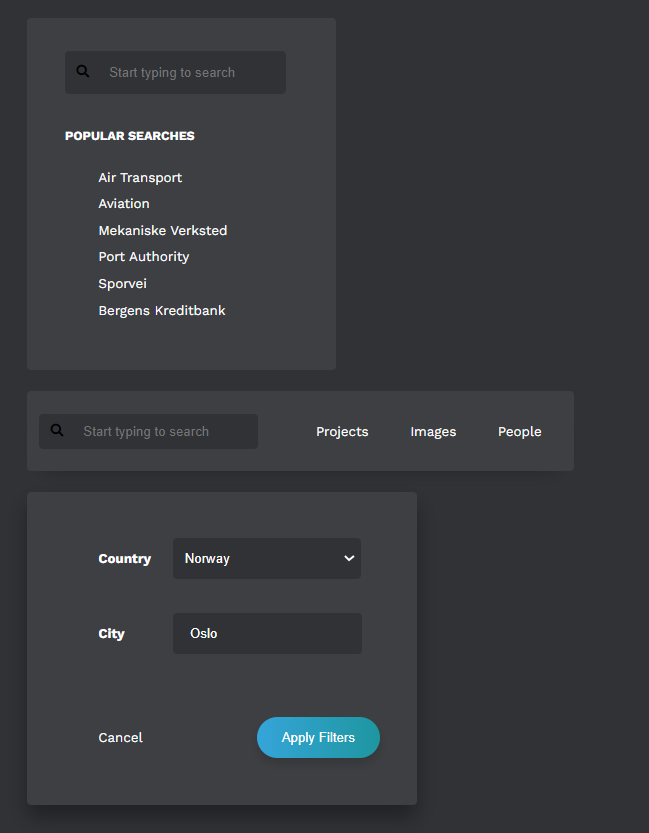 Start typing to search
POPULAR SEARCHES
Air Transport
Aviation
Mekaniske Verksted
Port Authority
Sporvei
Bergens Kreditbank
Start typing to search Projects Images People
Country Norway
City Oslo
Cancel Apply Filters